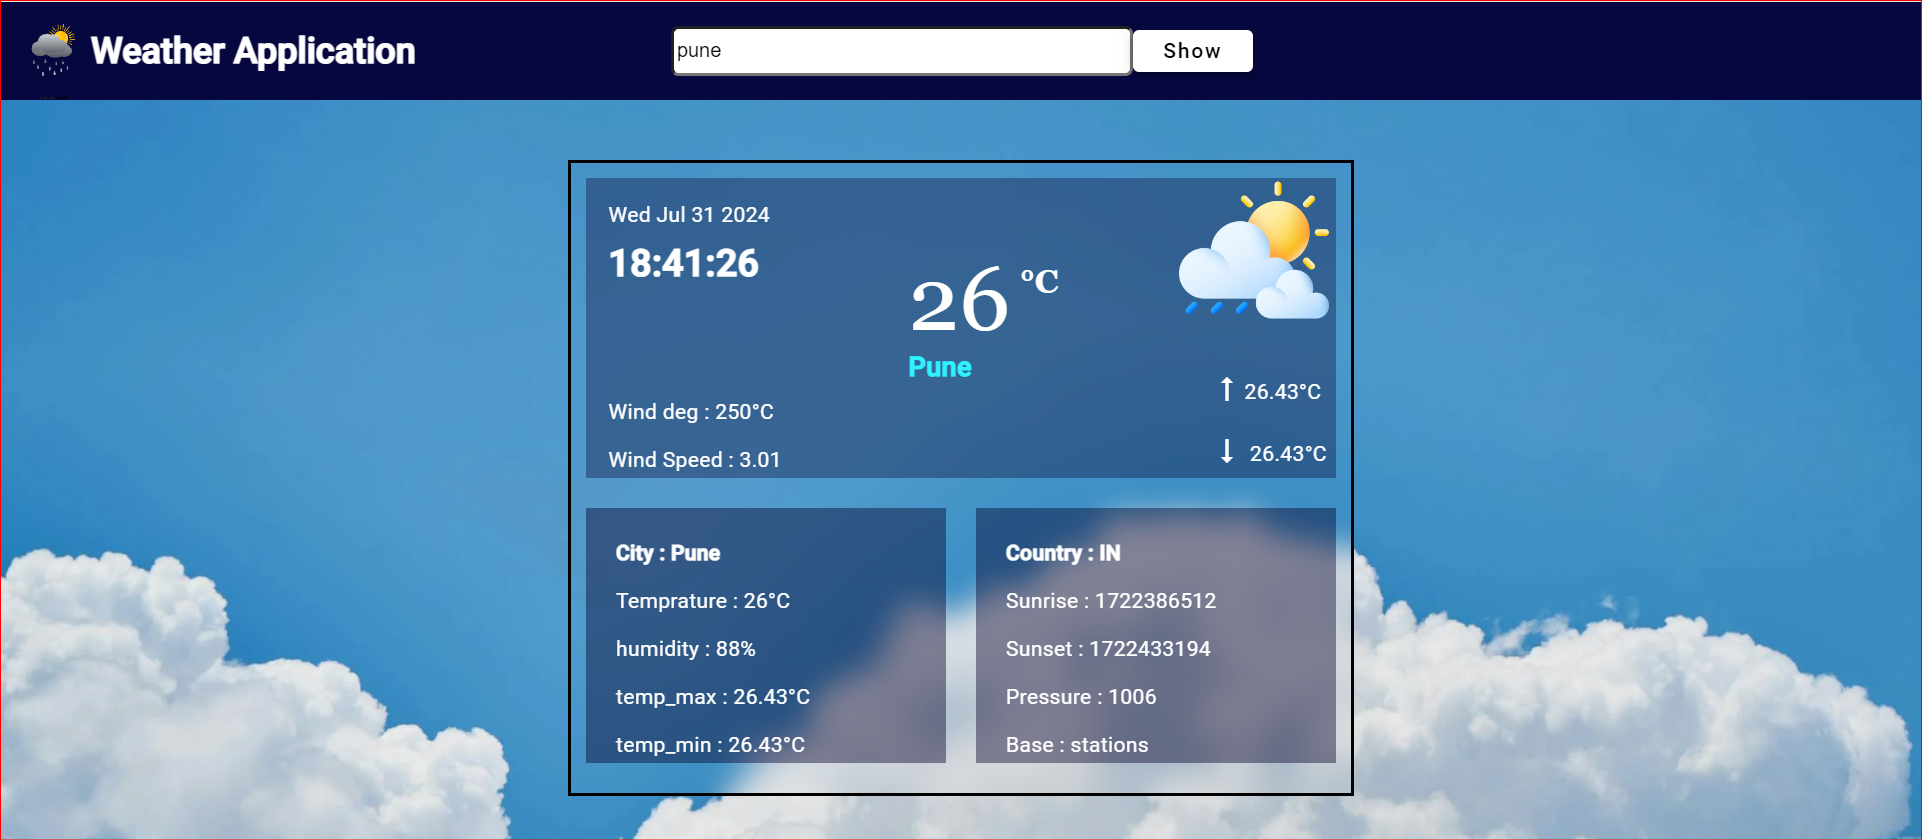 Weather Application
pune
Show
Wed Jul 31 2024
18:41:26
26 °C
Pune
Wind deg : 250°C
Wind Speed : 3.01
↑ 26.43°C
↓ 26.43°C
City : Pune
Temprature : 26°C
humidity : 88%
temp_max : 26.43°C
temp_min : 26.43°C
Country : IN
Sunrise : 1722386512
Sunset : 1722433194
Pressure : 1006
Base : stations